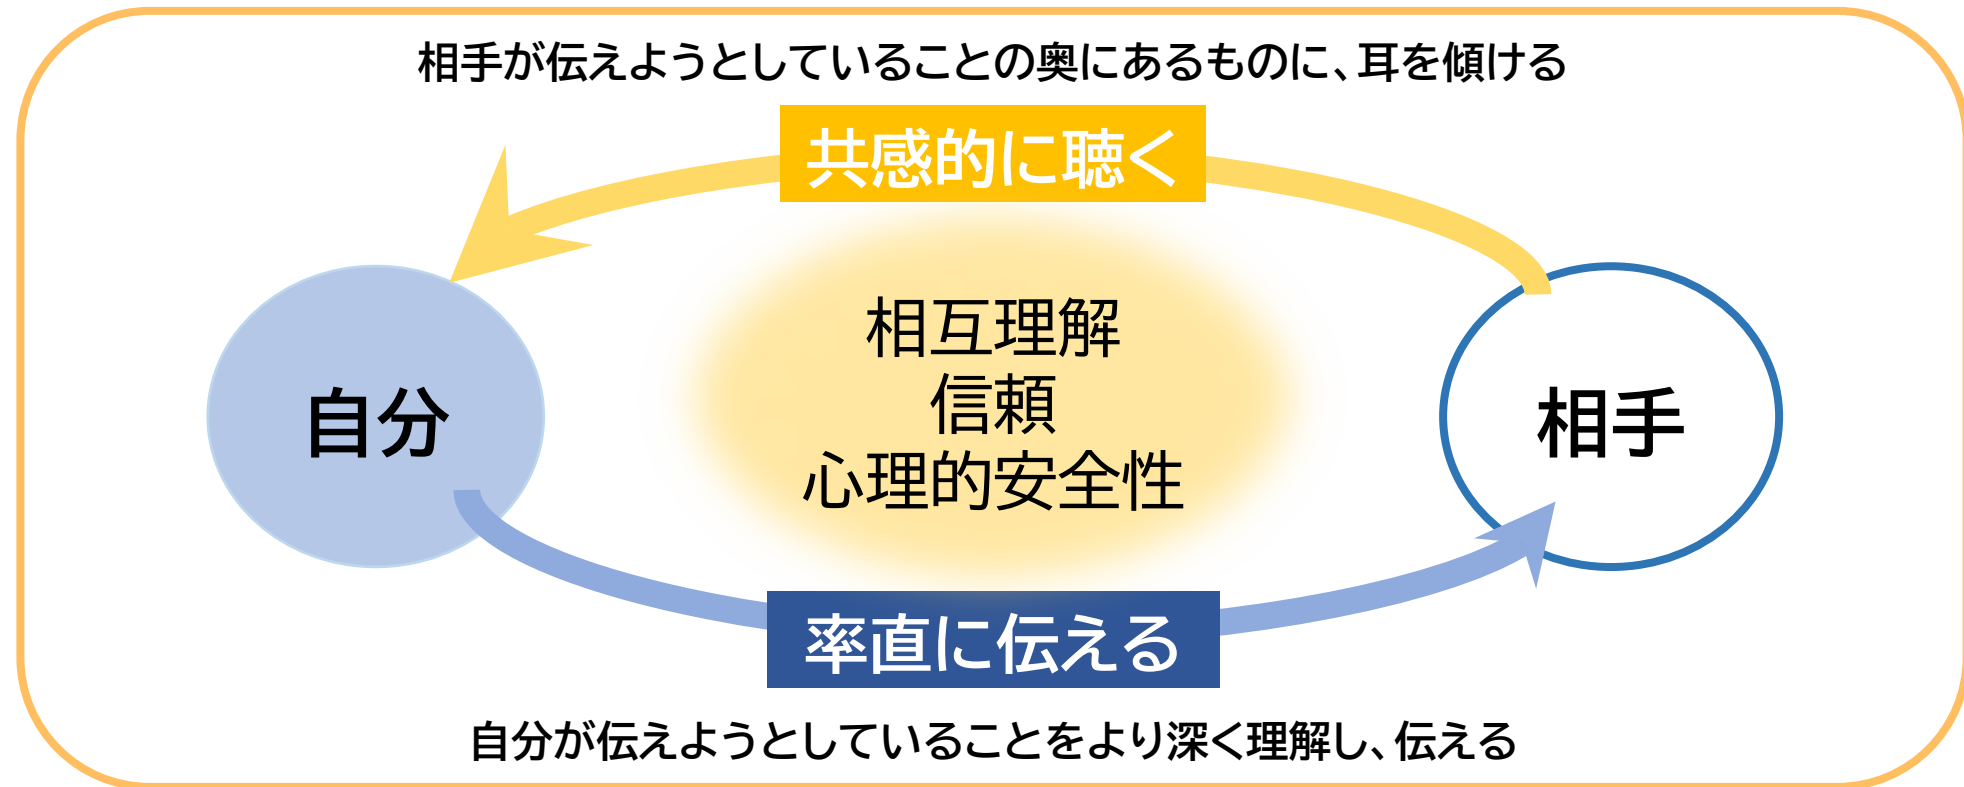 相手が伝えようとしていることの奥にあるものに、耳を傾ける
共感的に聴く
相互理解
信頼
心理的安全性
自分
相手
率直に伝える
自分が伝えようとしていることをより深く理解し、伝える